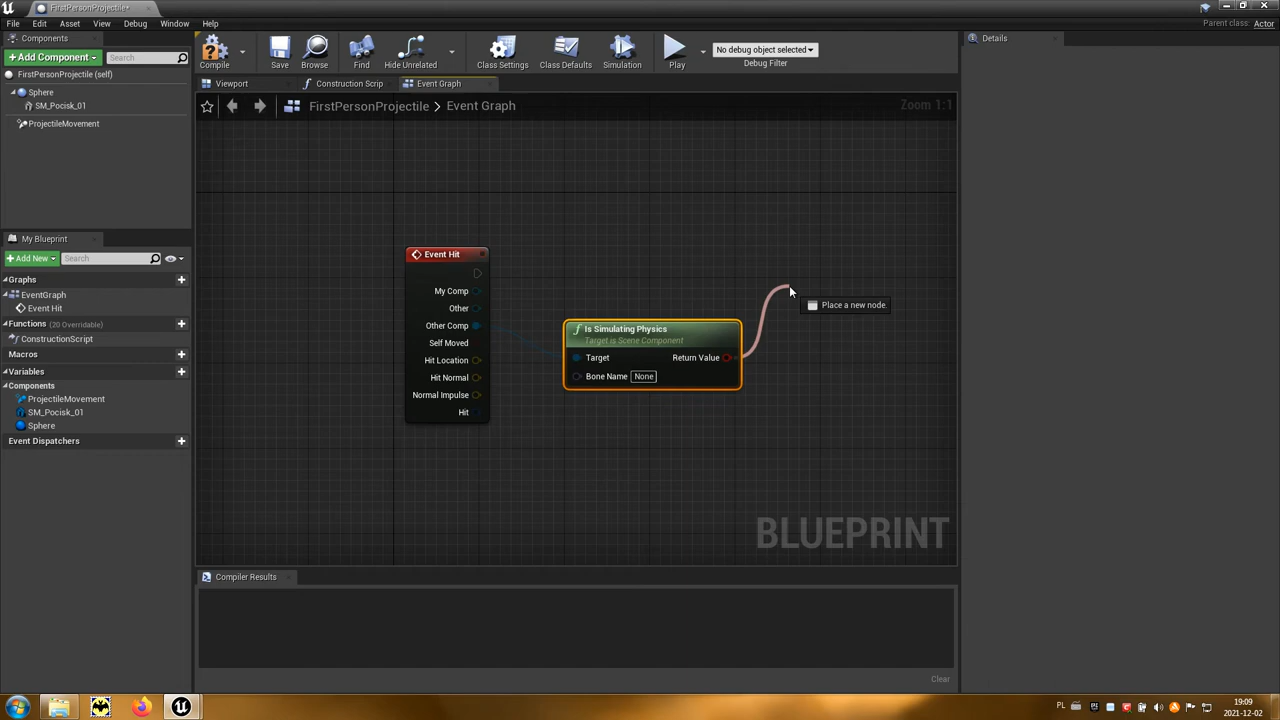 FirstPersonProjectile*
File Edit Asset View Debug Window Help
Parent class: Actor
Components
+Add Component Search
FirstPersonProjectile (self)
Sphere
SM_Pocisk_01
ProjectileMovement
Compile Save Browse Find Hide Unrelated Class Settings Class Defaults Simulation Play
No debug object selected
Debug Filter
Viewport Construction Scrip Event Graph
FirstPersonProjectile > Event Graph
Zoom 1:1
Event Hit
My Comp
Other
Other Comp
Self Moved
Hit Location
Hit Normal
Normal Impulse
Hit
Is Simulating Physics
Target is Scene Component
Target Return Value
Bone Name None
Place a new node.
BLUEPRINT
My Blueprint
+Add New Search
Graphs
EventGraph
Event Hit
Functions (20 Overridable)
ConstructionScript
Macros
Variables
Components
ProjectileMovement
SM_Pocisk_01
Sphere
Event Dispatchers
Details
Compiler Results
Clear
PL
19:09
2021-12-02